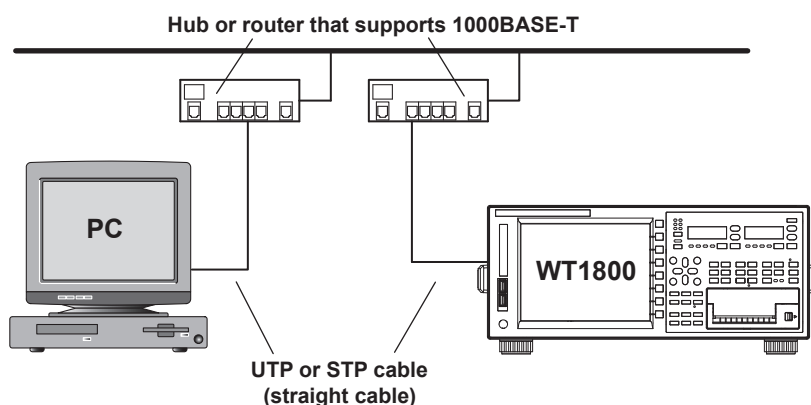 Hub or router that supports 1000BASE-T
PC
WT1800
UTP or STP cable
(straight cable)